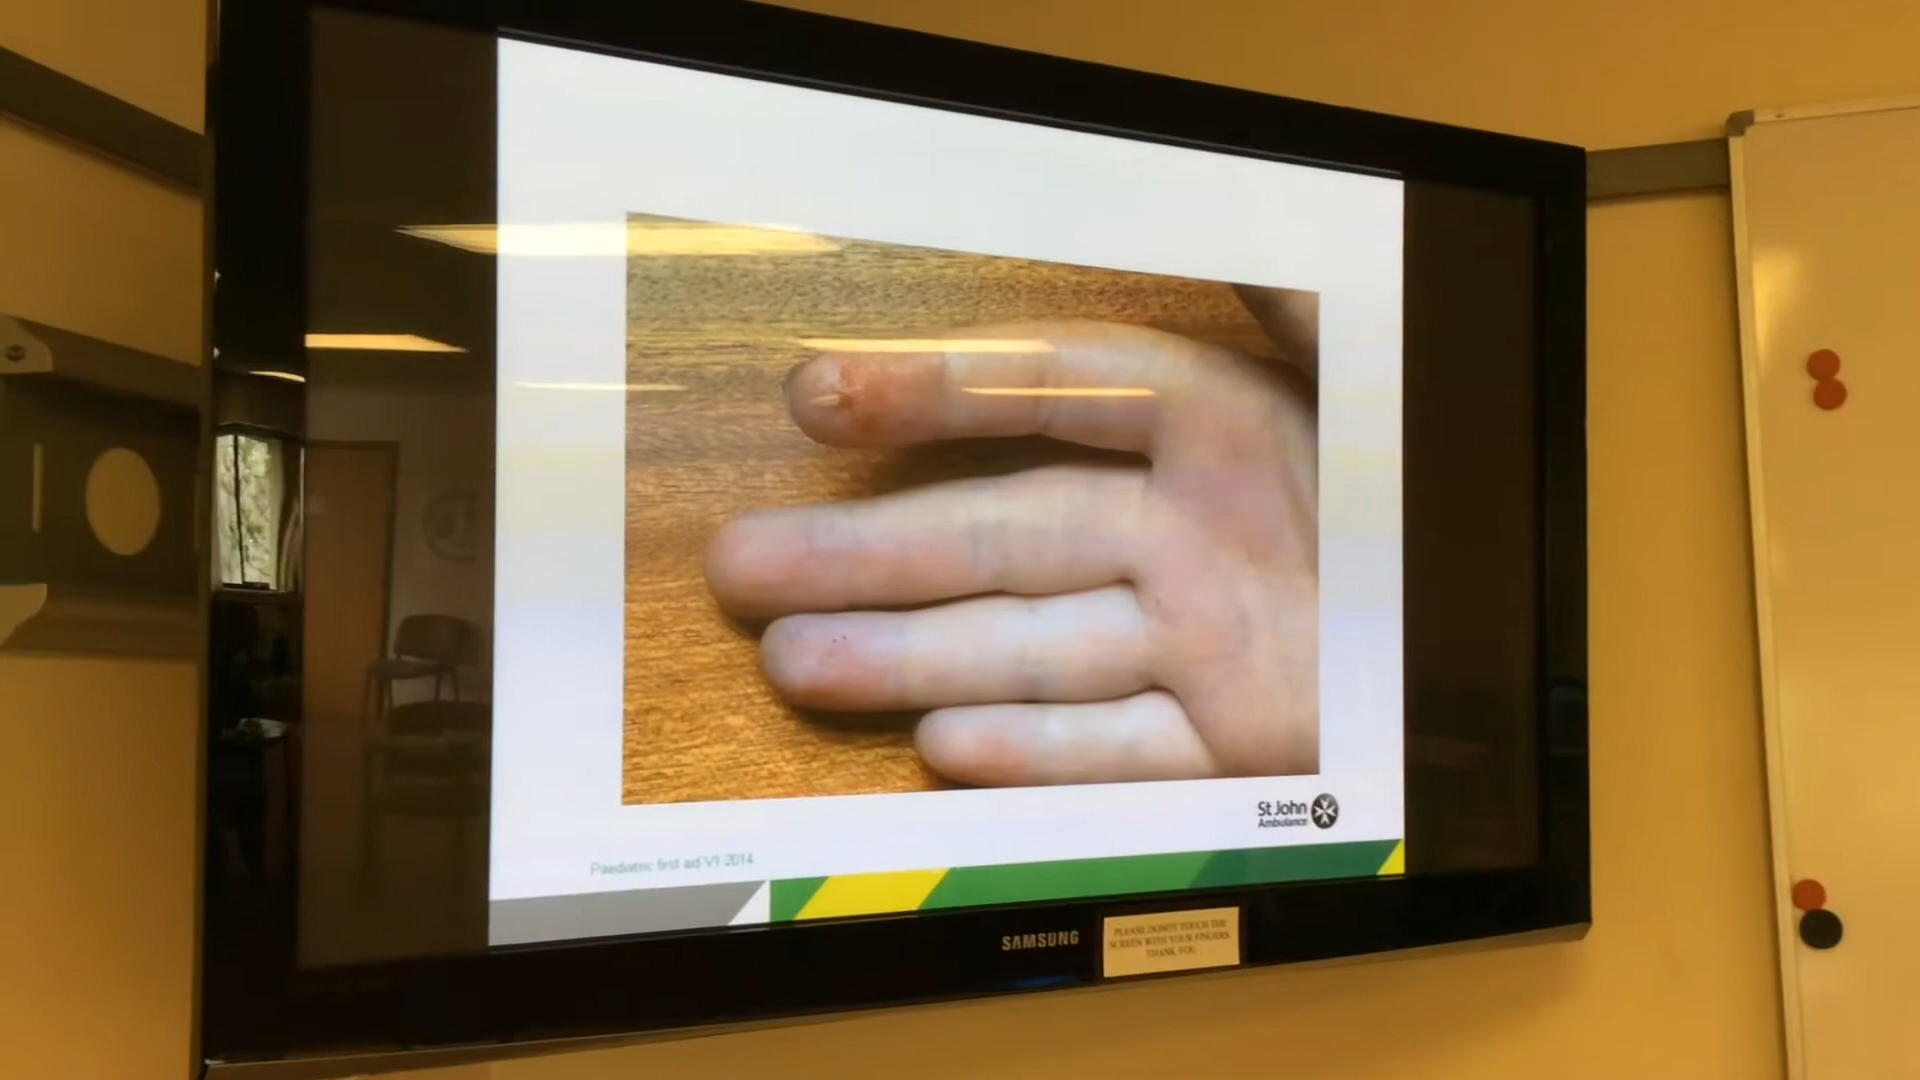 St John
Ambulance
Paediatric first aid V1 2014
SAMSUNG
PLEASE DO NOT TOUCH THE
SCREEN WITH YOUR FINGERS.
THANK YOU